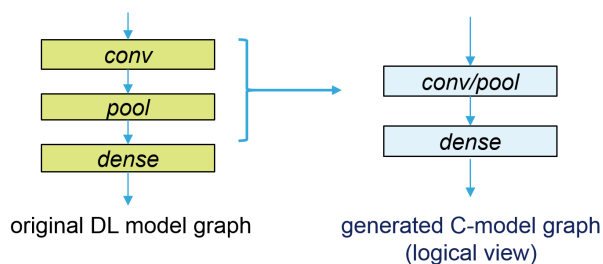 conv
pool
dense
original DL model graph
conv/pool
dense
generated C-model graph
(logical view)